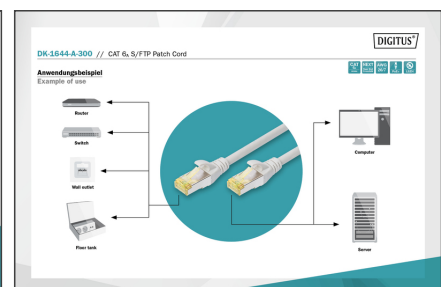 DIGITUS®
DK-1644-A-300 // CAT 6A S/FTP Patch Cord
Anwendungsbeispiel
Example of use
Router
Switch
Wall outlet
Floor tank
Computer
Server